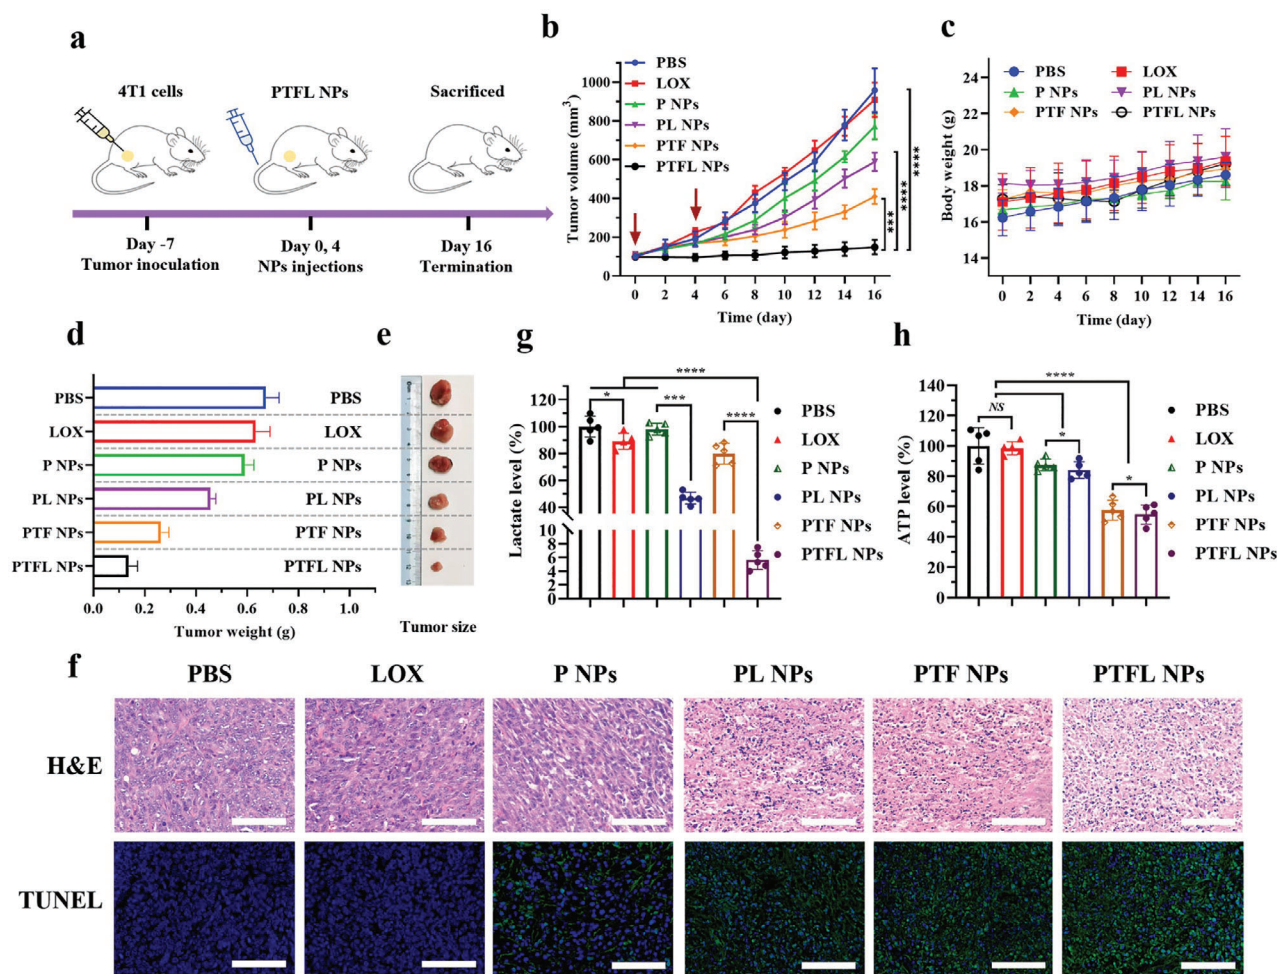 a
4T1 cells
PTFL NPs
Sacrificed
Day -7
Tumor inoculation
Day 0, 4
NPs injections
Day 16
Termination
b
PBS
LOX
P NPs
PL NPs
PTF NPs
PTFL NPs
Tumor volume (mm³)
1000
800
600
400
200
100
0
***
****
****
0 2 4 6 8 10 12 14 16
Time (day)
c
PBS
LOX
P NPs
PL NPs
PTF NPs
PTFL NPs
Body weight (g)
24
22
20
18
16
14
0 2 4 6 8 10 12 14 16
Time (day)
d
PBS PBS
LOX LOX
P NPs P NPs
PL NPs PL NPs
PTF NPs PTF NPs
PTFL NPs PTFL NPs
0.0 0.2 0.4 0.6 0.8 1.0
Tumor weight (g)
e
Tumor size
g
Lactate level (%)
120
100
80
60
40
10
8
6
4
2
0
****
*
***
****
PBS
LOX
P NPs
PL NPs
PTF NPs
PTFL NPs
h
ATP level (%)
140
120
100
80
60
40
20
0
****
NS
*
*
PBS
LOX
P NPs
PL NPs
PTF NPs
PTFL NPs
f
PBS LOX P NPs PL NPs PTF NPs PTFL NPs
H&E
TUNEL